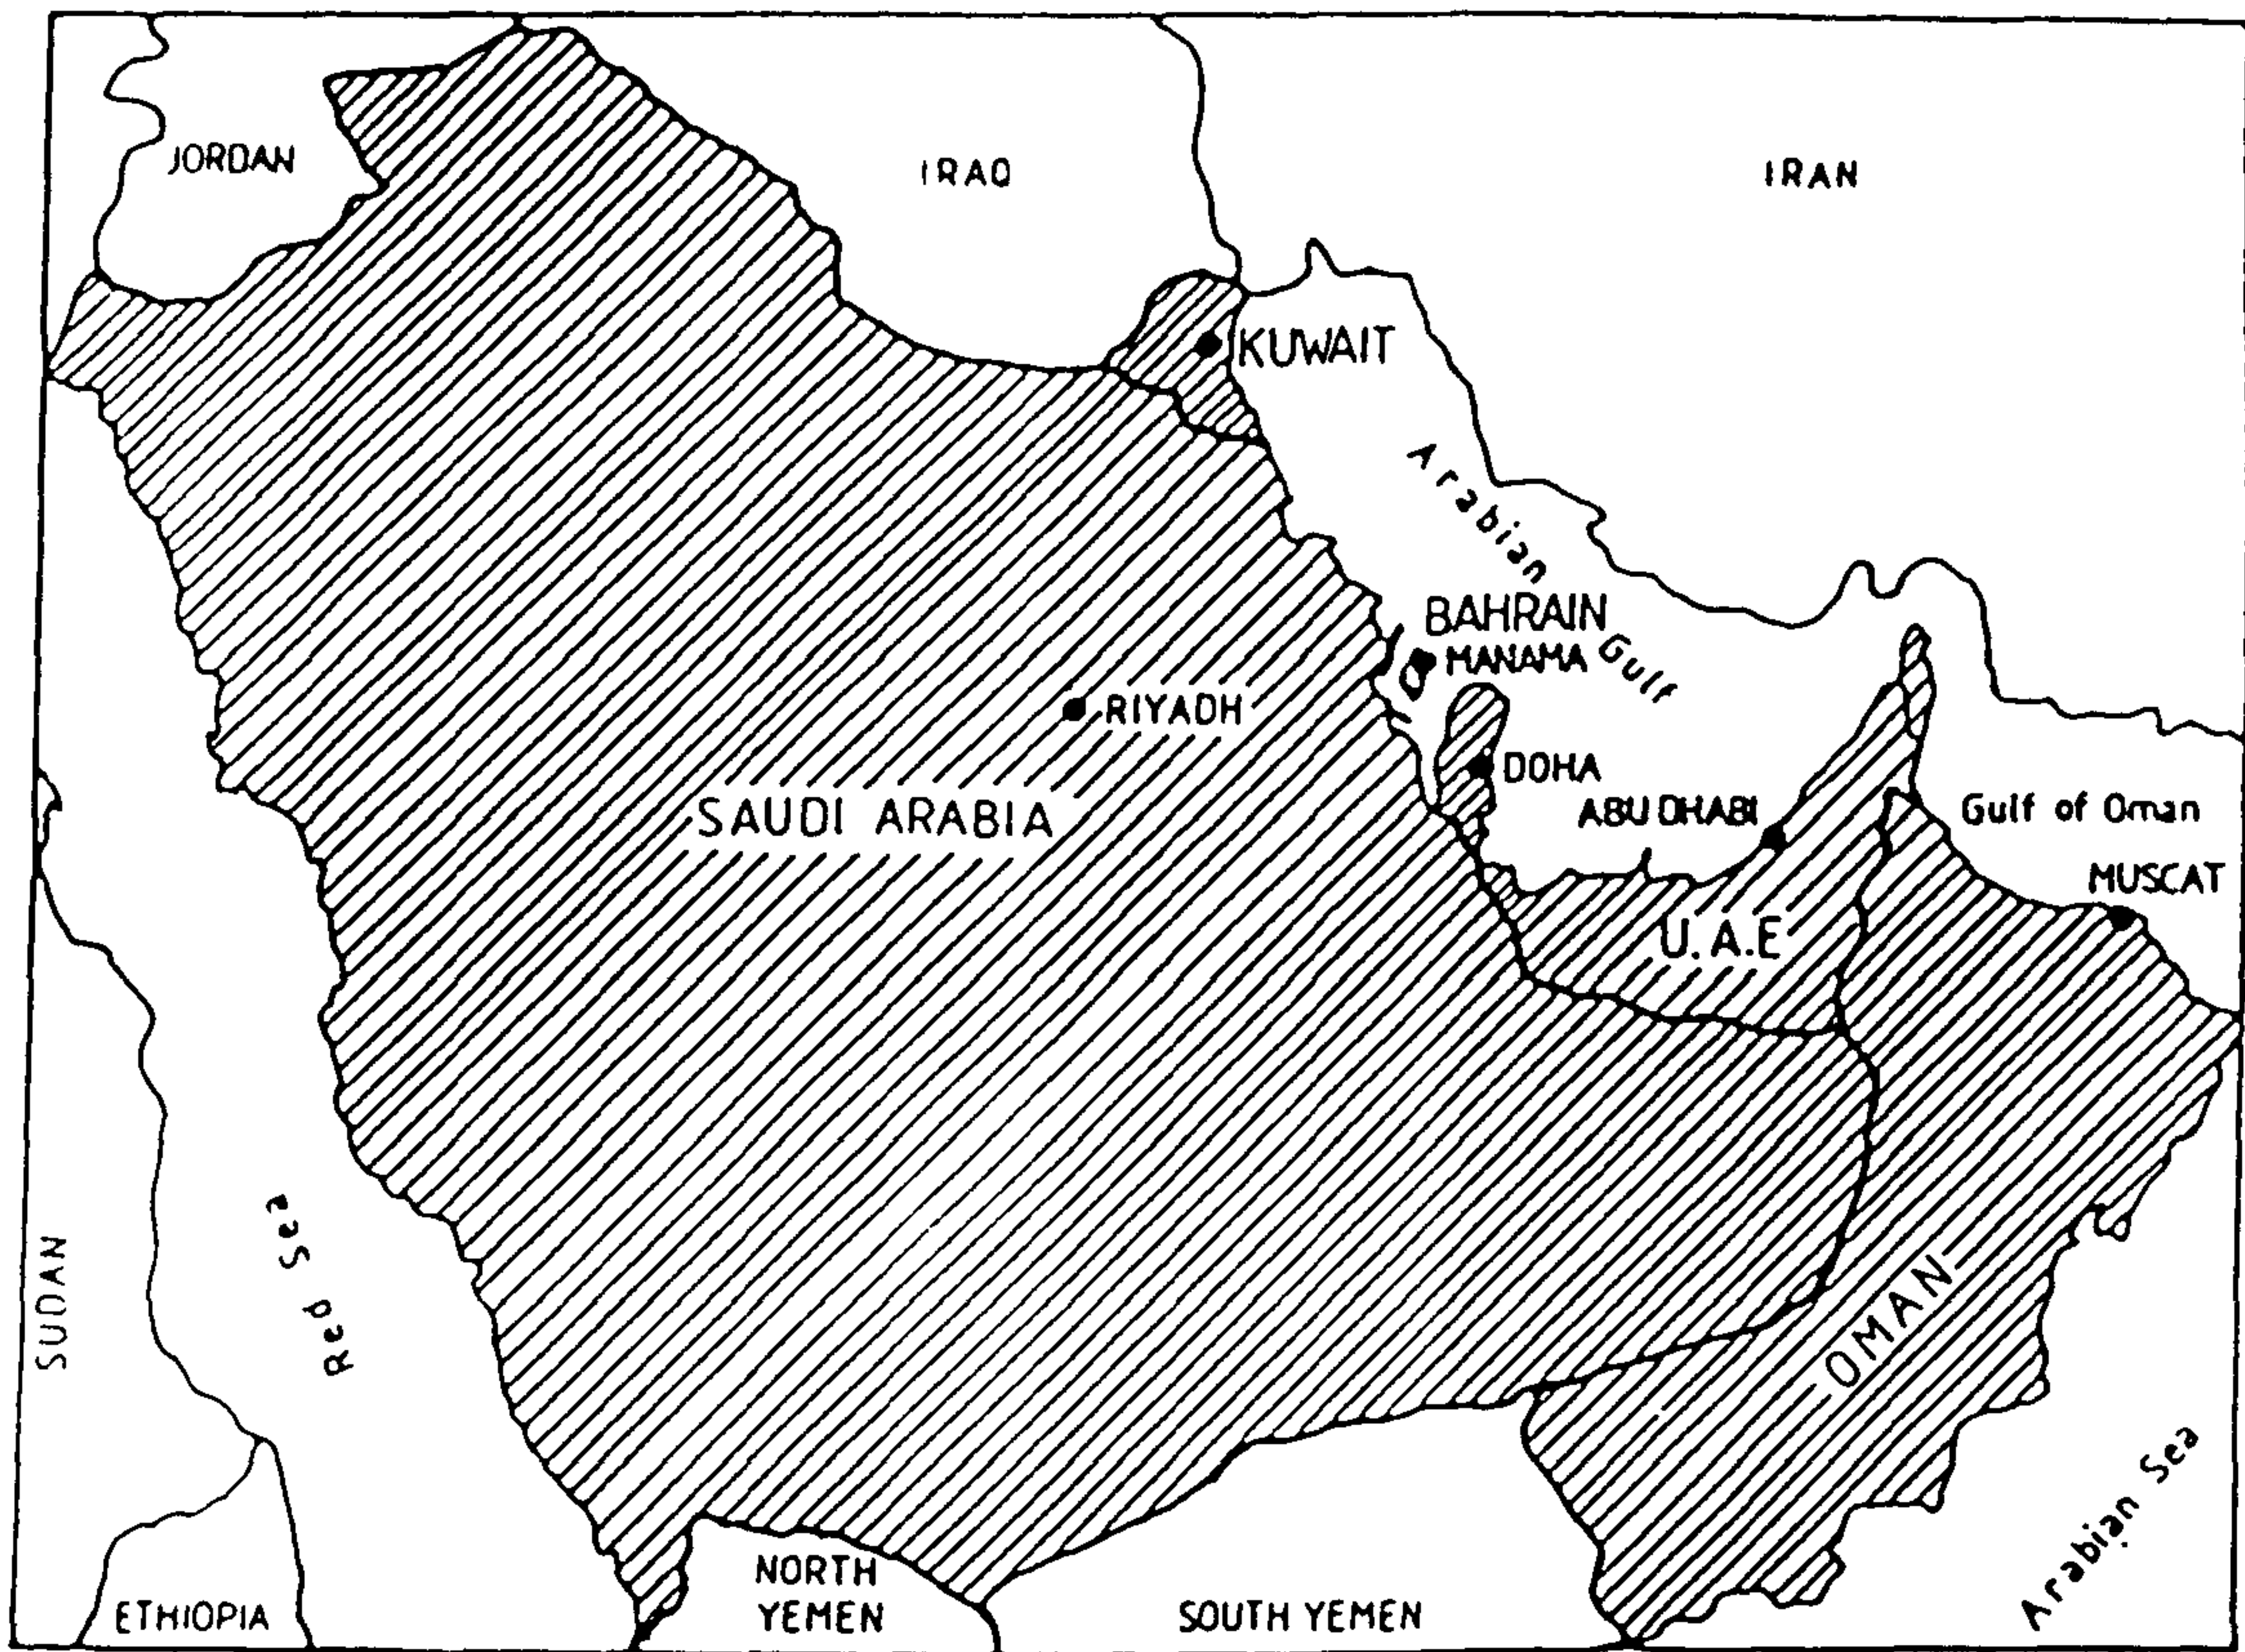 JORDAN
IRAQ
IRAN
KUWAIT
Arabian Gulf
BAHRAIN
MANAMA
RIYADH
DOHA
SAUDI ARABIA
ABU DHABI
Gulf of Oman
MUSCAT
U.A.E
Red Sea
SUDAN
OMAN
Arabian Sea
NORTH
YEMEN
SOUTH YEMEN
ETHIOPIA